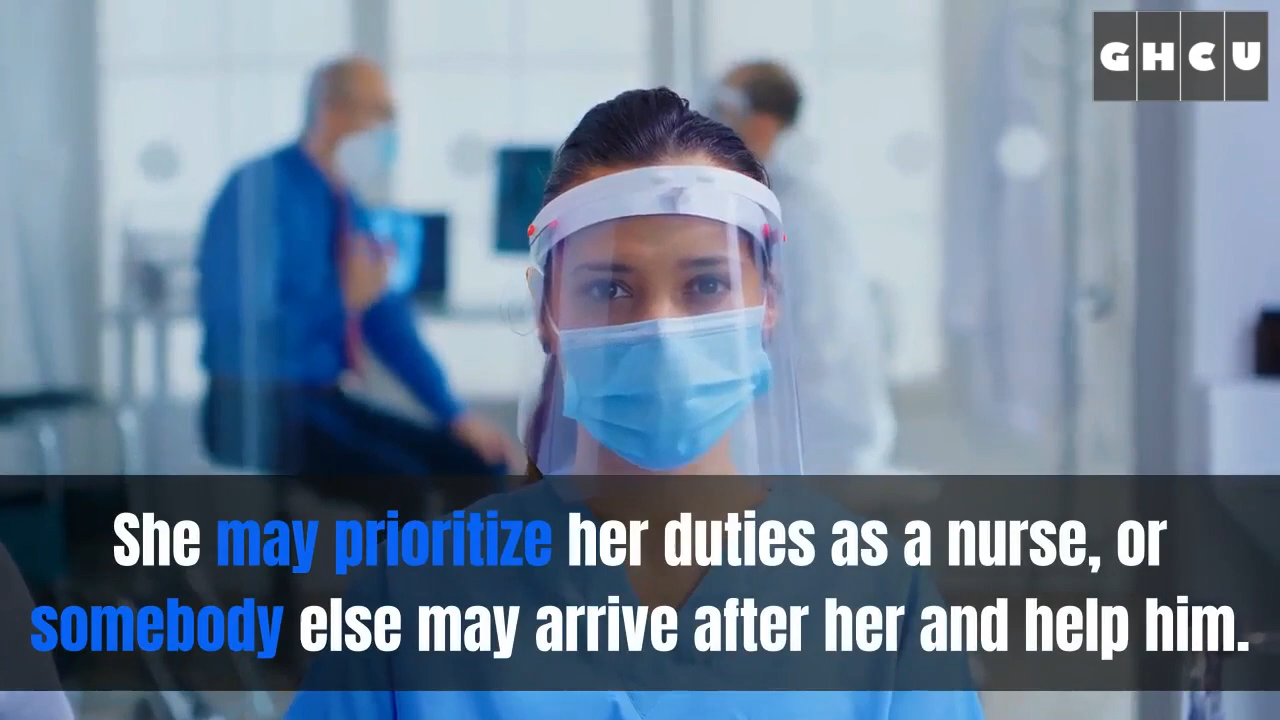 GHCU
She may prioritize her duties as a nurse, or
somebody else may arrive after her and help him.